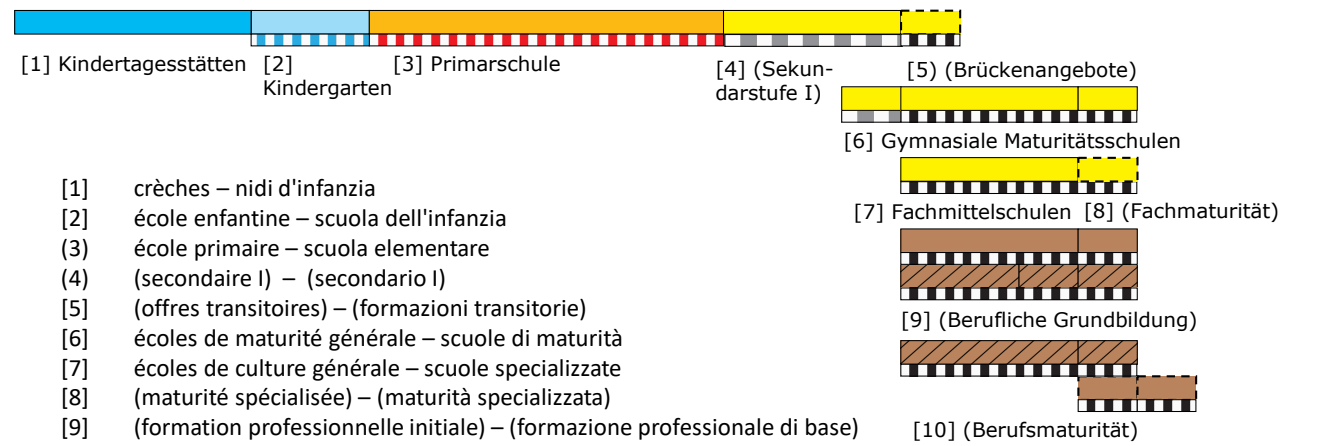 [1] Kindertagesstätten
[2]
Kindergarten
[3] Primarschule
[4] (Sekun-
darstufe I)
[5) (Brückenangebote)
[6] Gymnasiale Maturitätsschulen
[7] Fachmittelschulen
[8] (Fachmaturität)
[9] (Berufliche Grundbildung)
[10] (Berufsmaturität)
[1] crèches – nidi d'infanzia
[2] école enfantine – scuola dell'infanzia
(3) école primaire – scuola elementare
(4) (secondaire I) – (secondario I)
[5] (offres transitoires) – (formazioni transitorie)
[6] écoles de maturité générale – scuole di maturità
[7] écoles de culture générale – scuole specializzate
[8] (maturité spécialisée) – (maturità specializzata)
[9] (formation professionnelle initiale) – (formazione professionale di base)